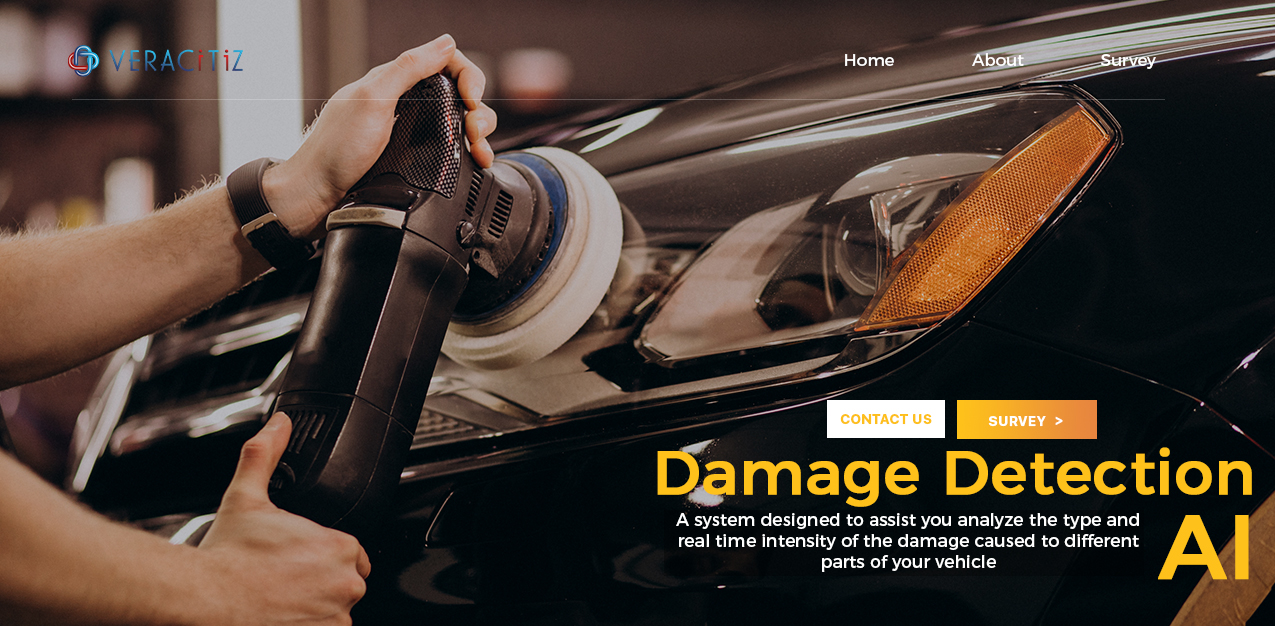 VERACiTiZ
Home About Survey
CONTACT US
SURVEY >
Damage Detection
A system designed to assist you analyze the type and
real time intensity of the damage caused to different
parts of your vehicle
AI